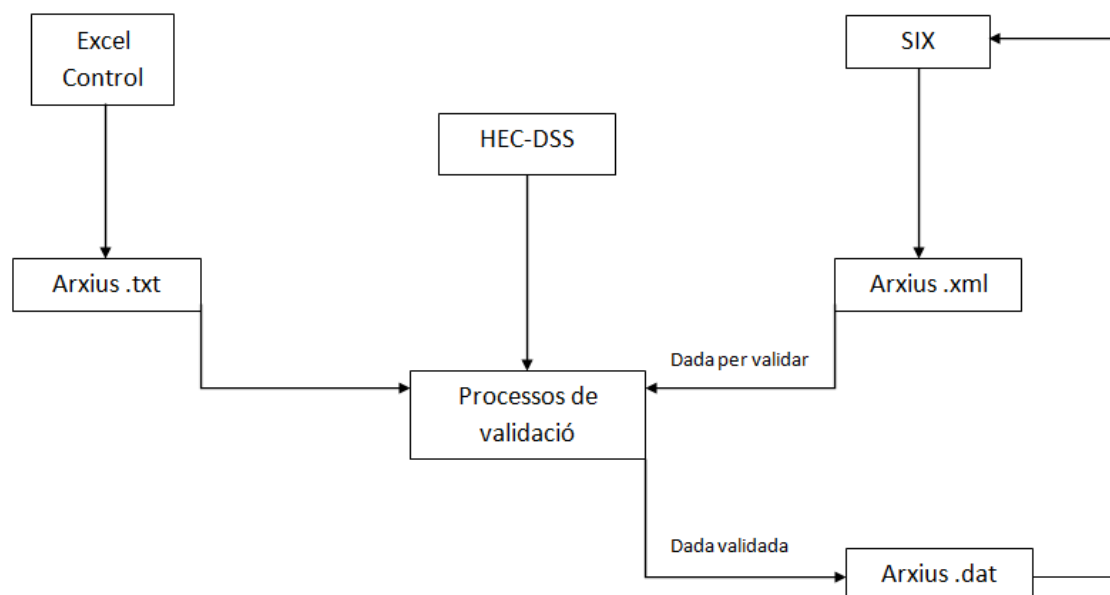 Excel
Control
SIX
HEC-DSS
Arxius .txt
Arxius .xml
Dada per validar
Processos de
validació
Dada validada
Arxius .dat